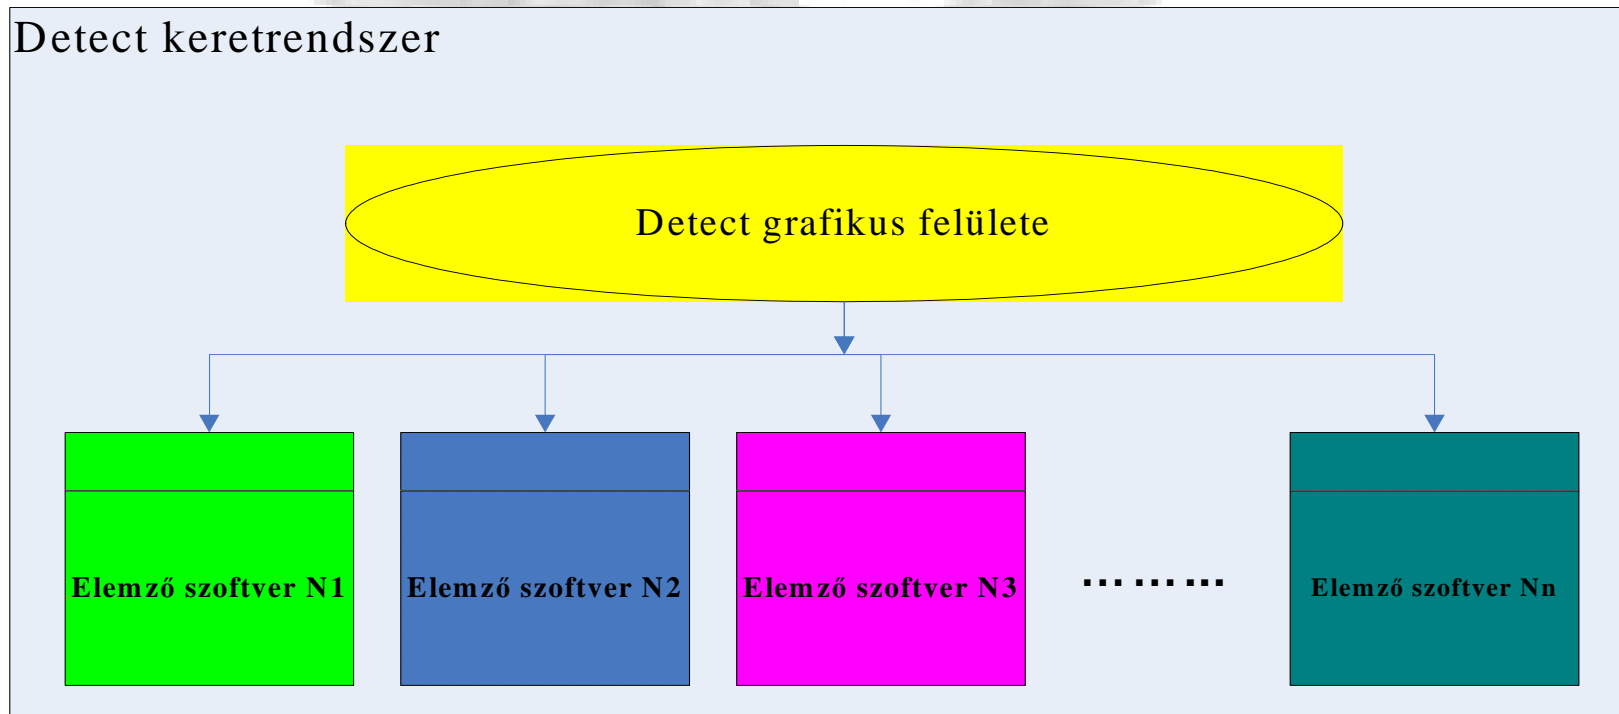 Detect keretrendszer
Detect grafikus felülete
Elemző szoftver N1
Elemző szoftver N2
Elemző szoftver N3
………
Elemző szoftver Nn